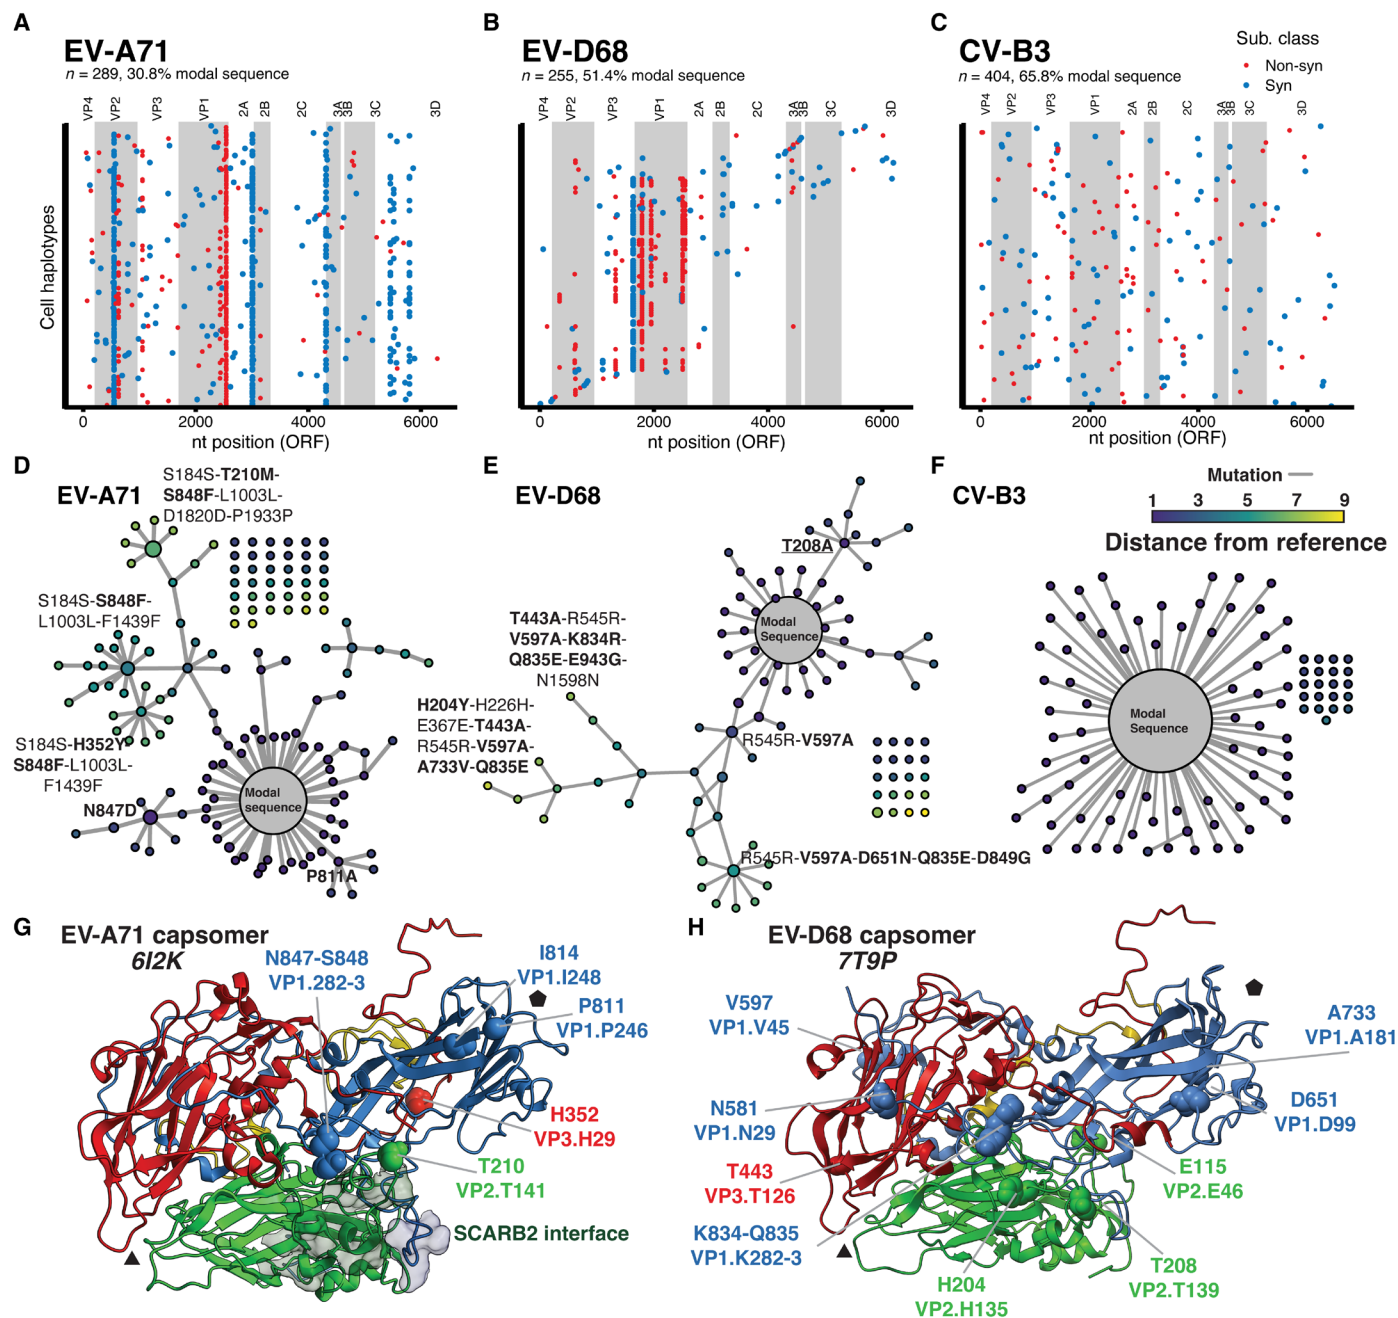 A
EV-A71
n = 289, 30.8% modal sequence
VP4
VP2
VP3
VP1
2A
2B
2C
3A
3B
3C
3D
Cell haplotypes
0
2000
4000
6000
nt position (ORF)
B
EV-D68
n = 255, 51.4% modal sequence
VP4
VP2
VP3
VP1
2A
2B
2C
3A
3B
3C
3D
0
2000
4000
6000
nt position (ORF)
C
CV-B3
n = 404, 65.8% modal sequence
Sub. class
Non-syn
Syn
VP4
VP2
VP3
VP1
2A
2B
2C
3A
3B
3C
3D
0
2000
4000
6000
nt position (ORF)
D
EV-A71
S184S-T210M-
S848F-L1003L-
D1820D-P1933P
S184S-S848F-
L1003L-F1439F
S184S-H352Y-
S848F-L1003L-
F1439F
N847D
Modal
sequence
P811A
E
EV-D68
T208A
Modal
Sequence
T443A-R545R-
V597A-K834R-
Q835E-E943G-
N1598N
H204Y-H226H-
E367E-T443A-
R545R-V597A-
A733V-Q835E
R545R-V597A
R545R-V597A-D651N-Q835E-D849G
F
CV-B3
Mutation
1 3 5 7 9
Distance from reference
Modal
Sequence
G
EV-A71 capsomer
6I2K
N847-S848
VP1.282-3
I814
VP1.I248
P811
VP1.P246
H352
VP3.H29
T210
VP2.T141
SCARB2 interface
H
EV-D68 capsomer
7T9P
V597
VP1.V45
A733
VP1.A181
N581
VP1.N29
D651
VP1.D99
T443
VP3.T126
E115
VP2.E46
K834-Q835
VP1.K282-3
T208
VP2.T139
H204
VP2.H135